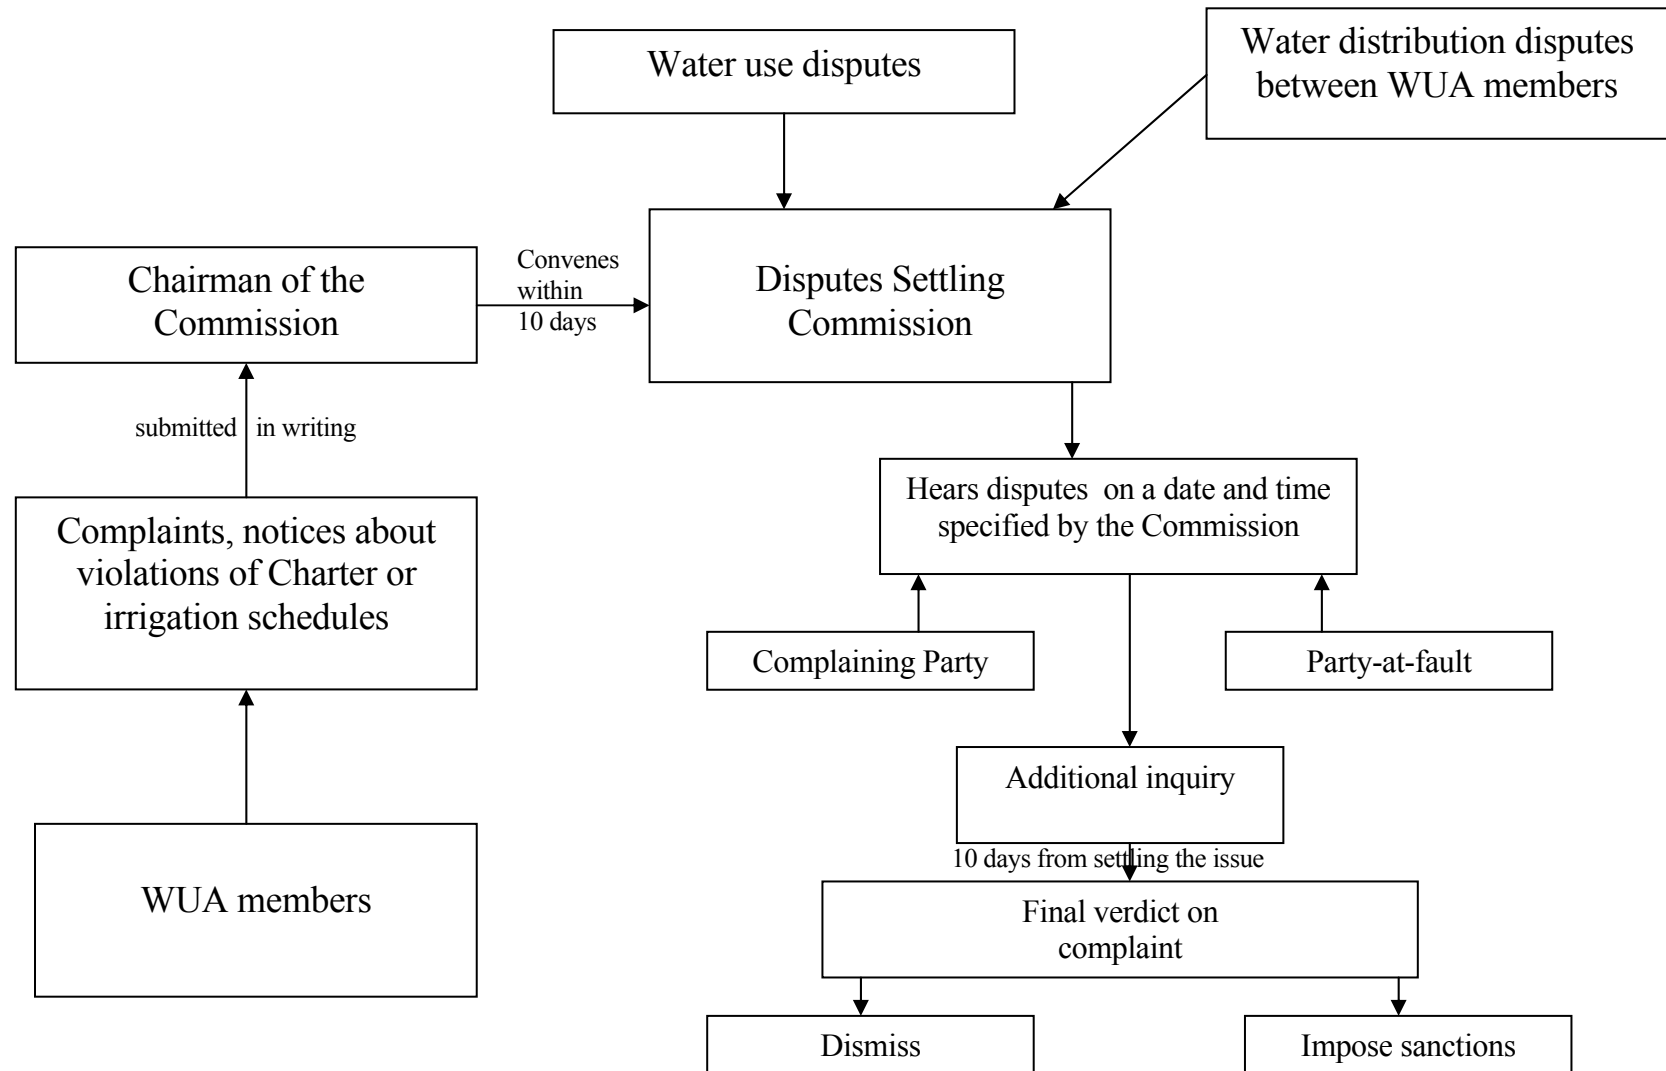 Water use disputes
Water distribution disputes
between WUA members
Chairman of the
Commission
Convenes
within
10 days
Disputes Settling
Commission
submitted in writing
Hears disputes on a date and time
specified by the Commission
Complaints, notices about
violations of Charter or
irrigation schedules
Complaining Party
Party-at-fault
Additional inquiry
10 days from settling the issue
WUA members
Final verdict on
complaint
Dismiss
Impose sanctions